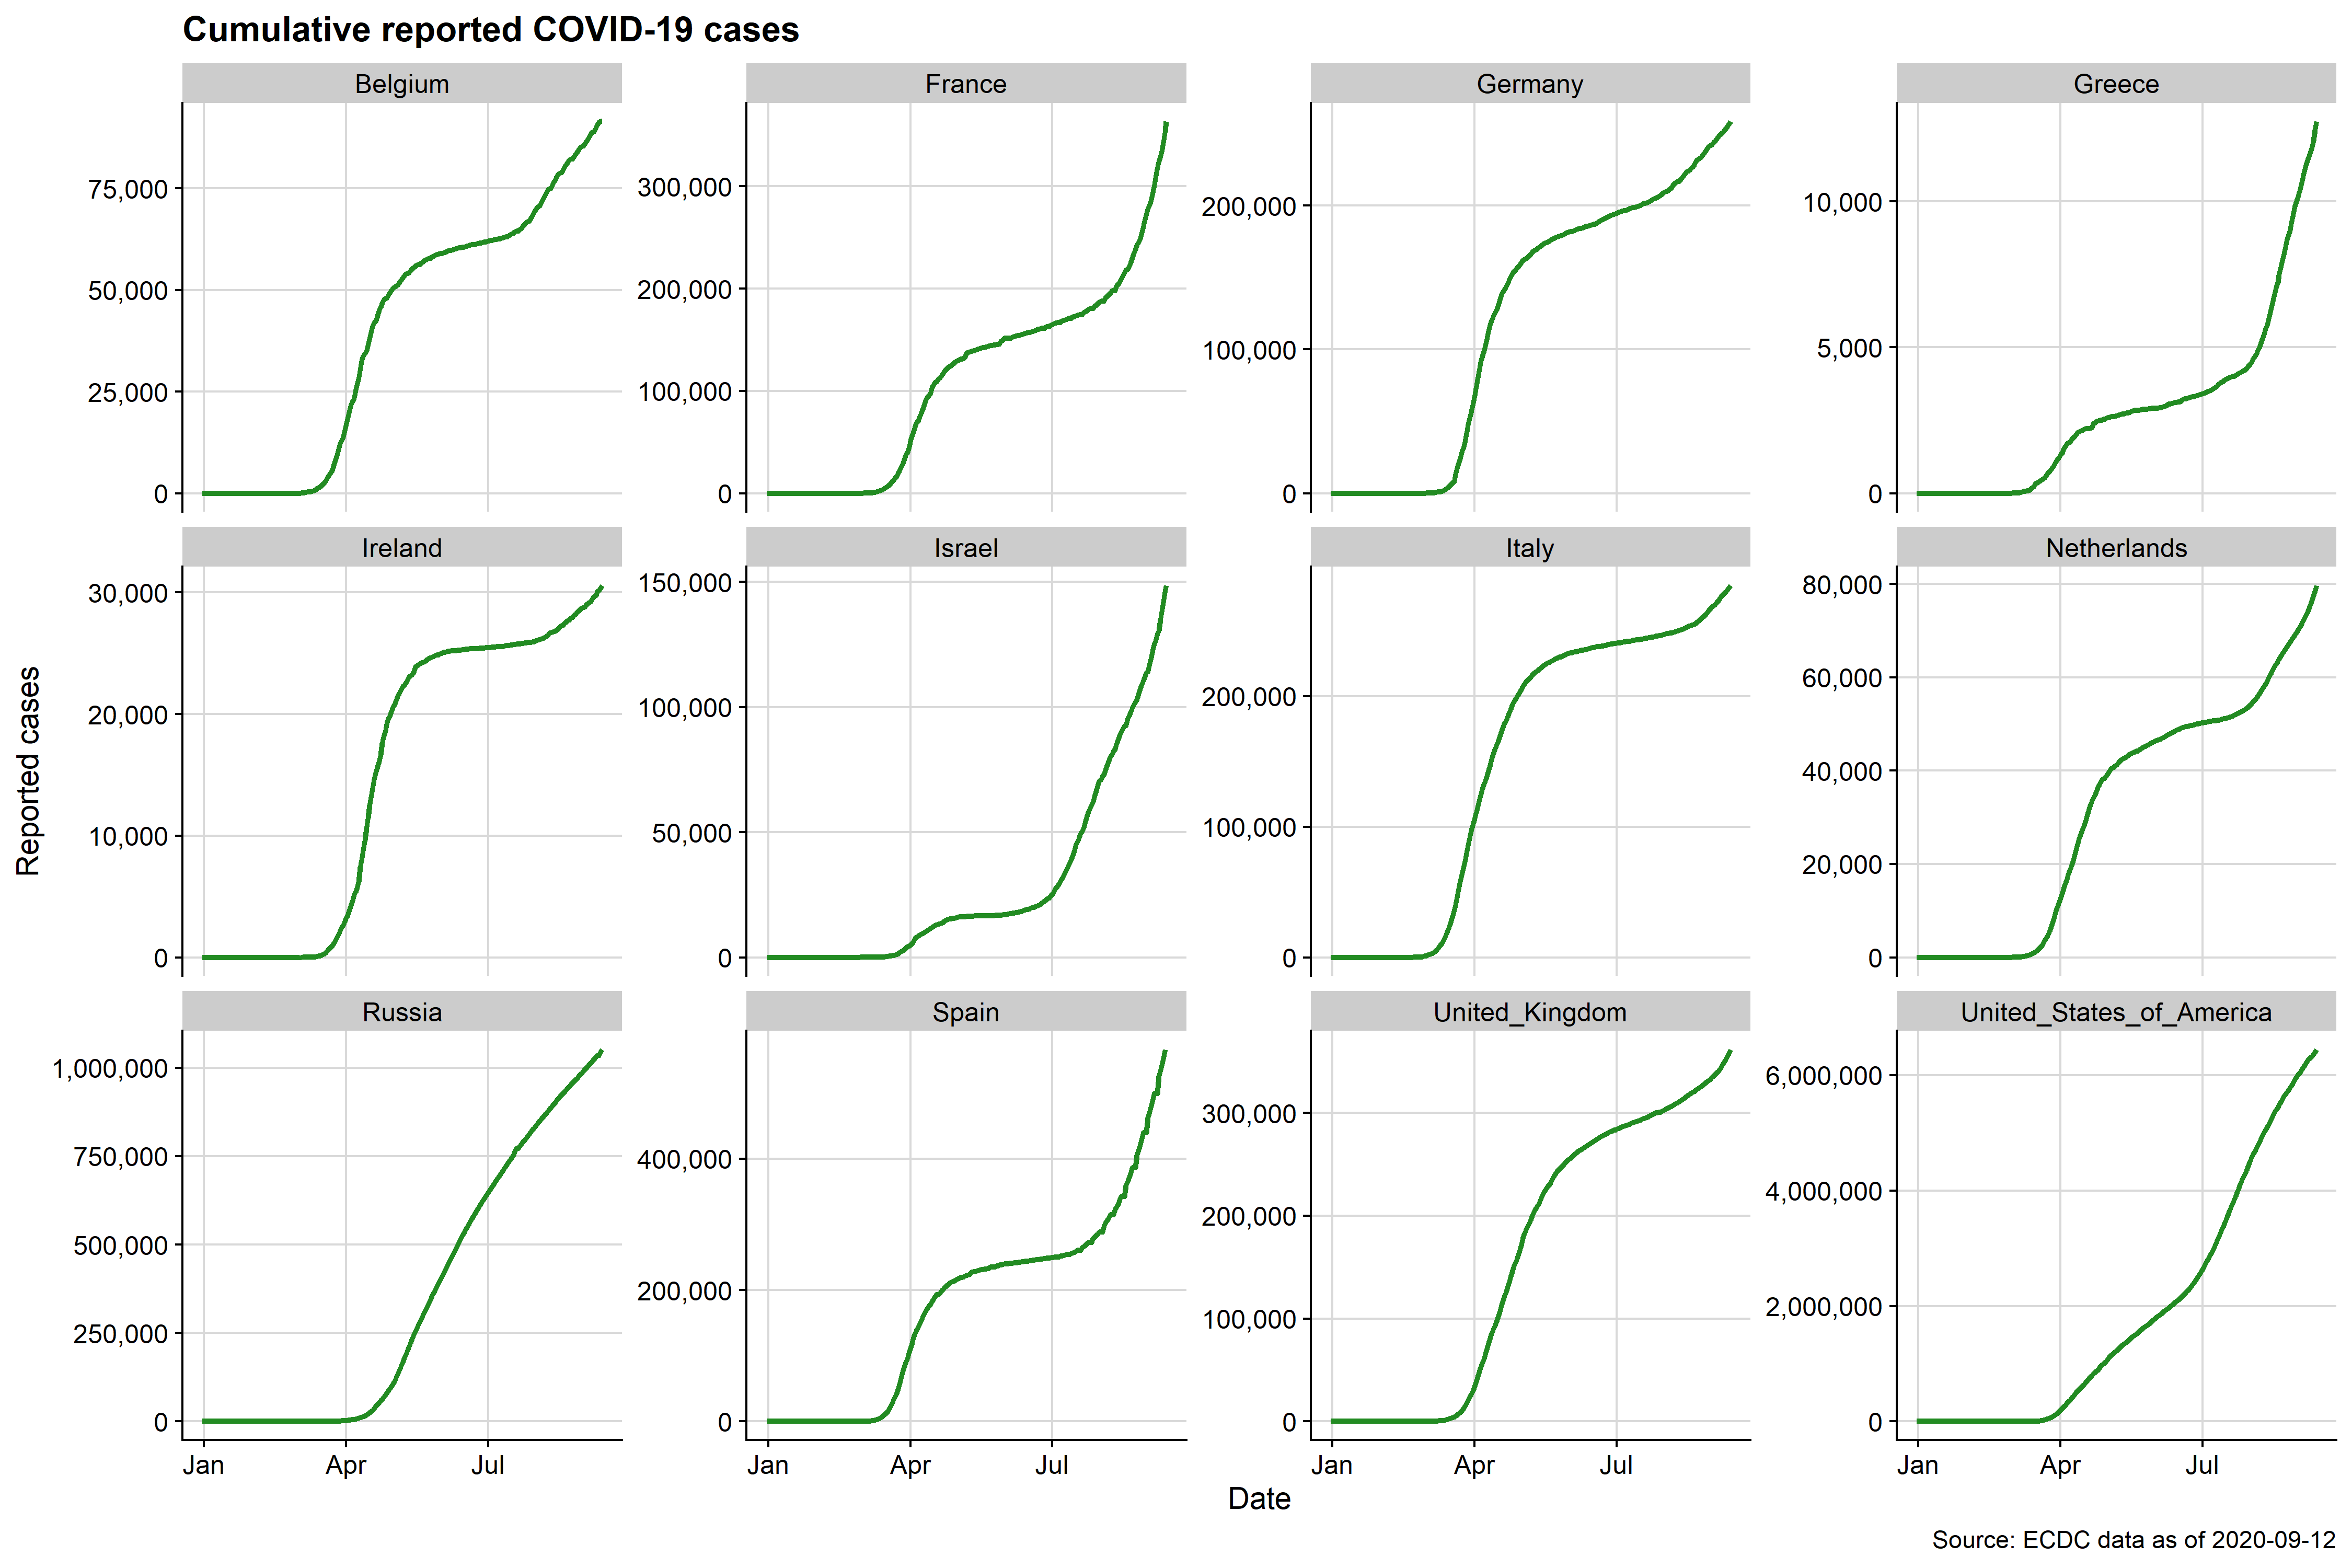 Cumulative reported COVID-19 cases
Belgium
France
Germany
Greece
75,000
50,000
25,000
0
300,000
200,000
100,000
0
200,000
100,000
0
10,000
5,000
0
Ireland
Israel
Italy
Netherlands
30,000
20,000
10,000
0
150,000
100,000
50,000
0
200,000
100,000
0
80,000
60,000
40,000
20,000
0
Russia
Spain
United_Kingdom
United_States_of_America
1,000,000
750,000
500,000
250,000
0
400,000
200,000
0
300,000
200,000
100,000
0
6,000,000
4,000,000
2,000,000
0
Jan Apr Jul
Jan Apr Jul
Jan Apr Jul
Jan Apr Jul
Reported cases
Date
Source: ECDC data as of 2020-09-12